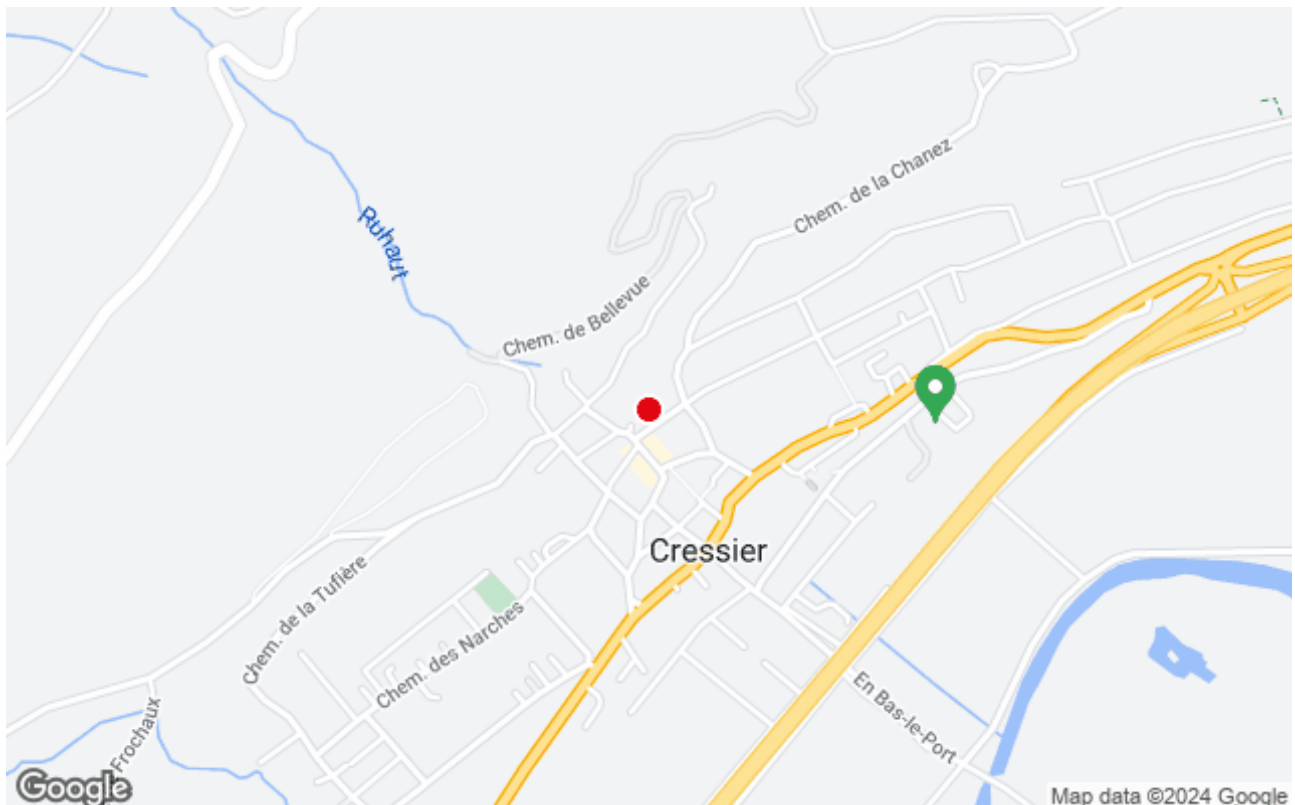 Chem. de la Chanez
Ruhaut
Chem. de Bellevue
Cressier
Chem. de la Tufière
Chem. des Narches
En Bas-le-Port
Frochaux
Google
Map data ©2024 Google